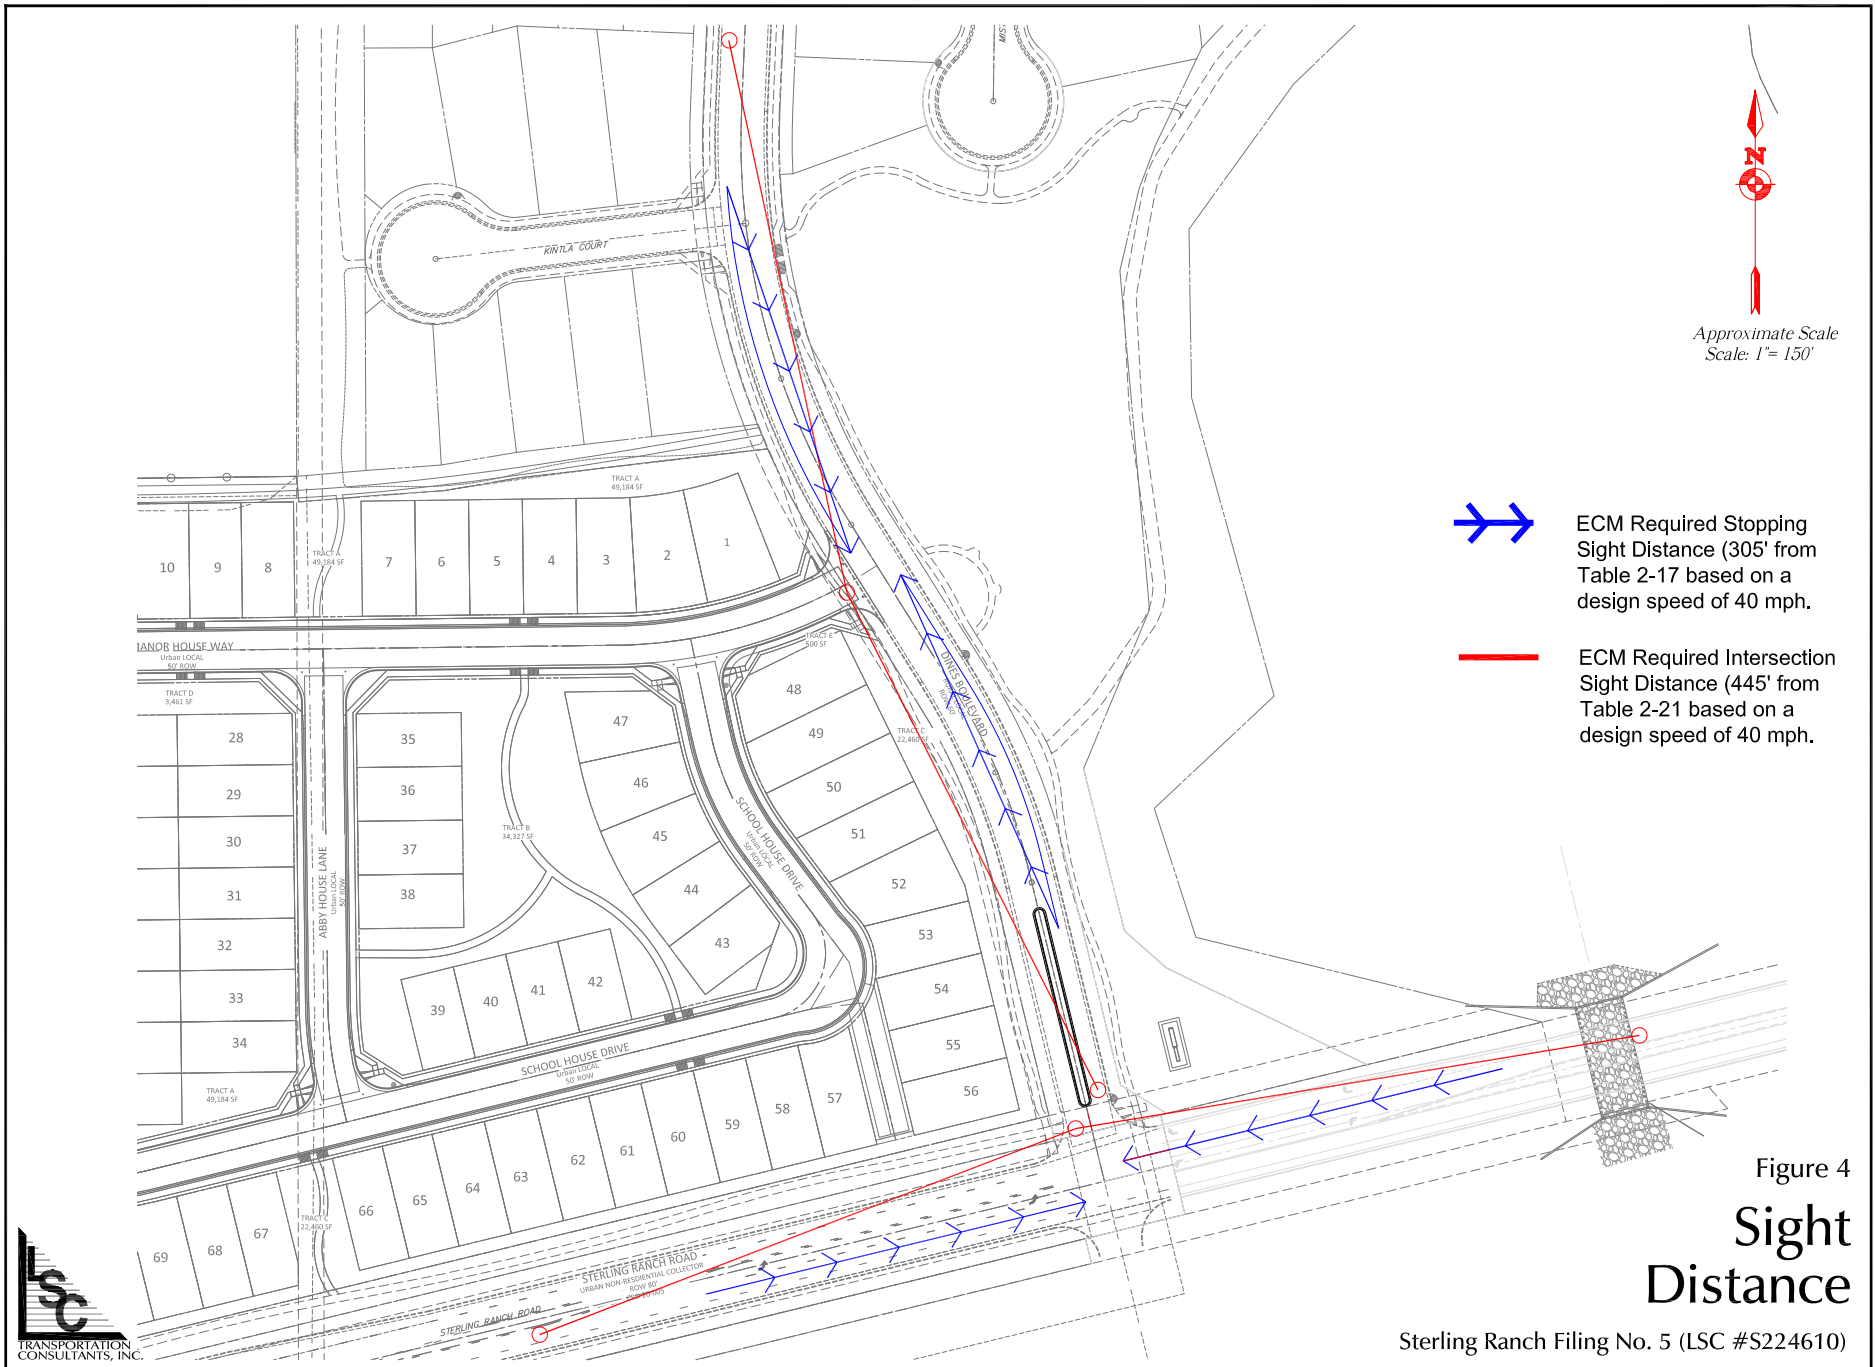 MIS
N
Approximate Scale
Scale: 1"= 150'
KINTLA COURT
TRACT A
49,184 SF
10
9
8
TRACT A
49,184 SF
7
6
5
4
3
2
1
ECM Required Stopping
Sight Distance (305' from
Table 2-17 based on a
design speed of 40 mph.
ECM Required Intersection
Sight Distance (445' from
Table 2-21 based on a
design speed of 40 mph.
MANOR HOUSE WAY
Urban LOCAL
50' ROW
TRACT D
3,461 SF
TRACT E
500 SF
DINES BOULEVARD
TRACT C
22,460 SF
28
29
30
31
32
33
34
TRACT A
49,184 SF
35
36
37
38
ABBY HOUSE LANE
Urban LOCAL
50' ROW
TRACT B
34,327 SF
47
46
45
44
43
42
41
40
39
SCHOOL HOUSE DRIVE
Urban LOCAL
50' ROW
48
49
50
51
52
53
54
55
56
SCHOOL HOUSE DRIVE
Urban LOCAL
50' ROW
57
58
59
60
61
62
63
64
65
66
67
68
69
TRACT C
22,460 SF
STERLING RANCH ROAD
URBAN NON-RESIDENTIAL COLLECTOR
ROW 80'
STERLING RANCH ROAD
LSC
TRANSPORTATION
CONSULTANTS, INC.
Figure 4
Sight
Distance
Sterling Ranch Filing No. 5 (LSC #S224610)